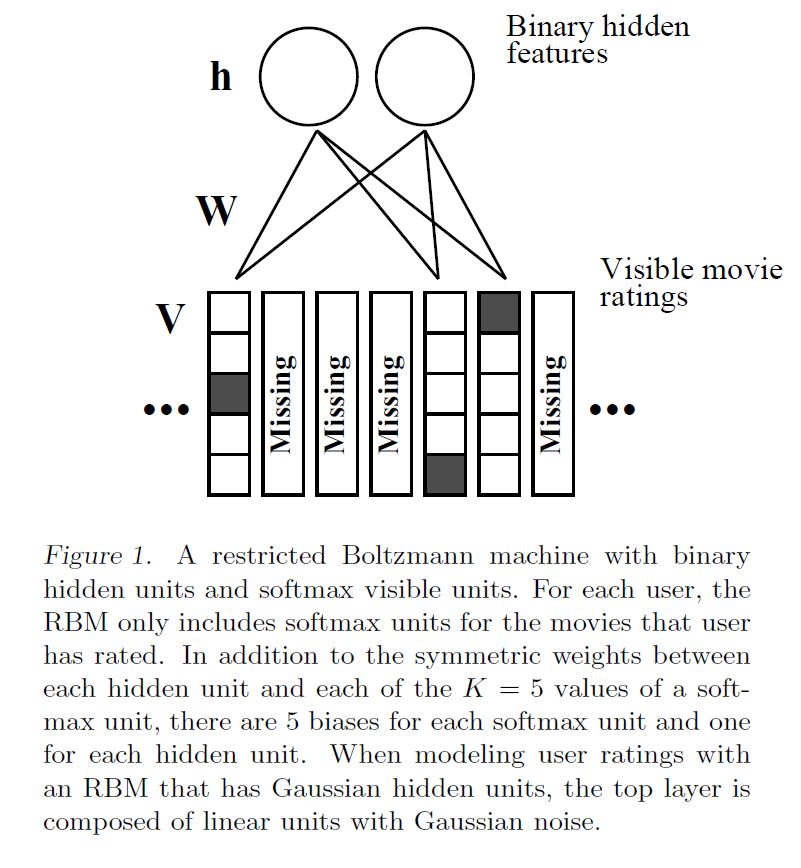 Binary hidden
features
h
W
Visible movie
ratings
V
Missing
Missing
Missing
Missing
Figure 1. A restricted Boltzmann machine with binary
hidden units and softmax visible units. For each user, the
RBM only includes softmax units for the movies that user
has rated. In addition to the symmetric weights between
each hidden unit and each of the K = 5 values of a soft-
max unit, there are 5 biases for each softmax unit and one
for each hidden unit. When modeling user ratings with
an RBM that has Gaussian hidden units, the top layer is
composed of linear units with Gaussian noise.